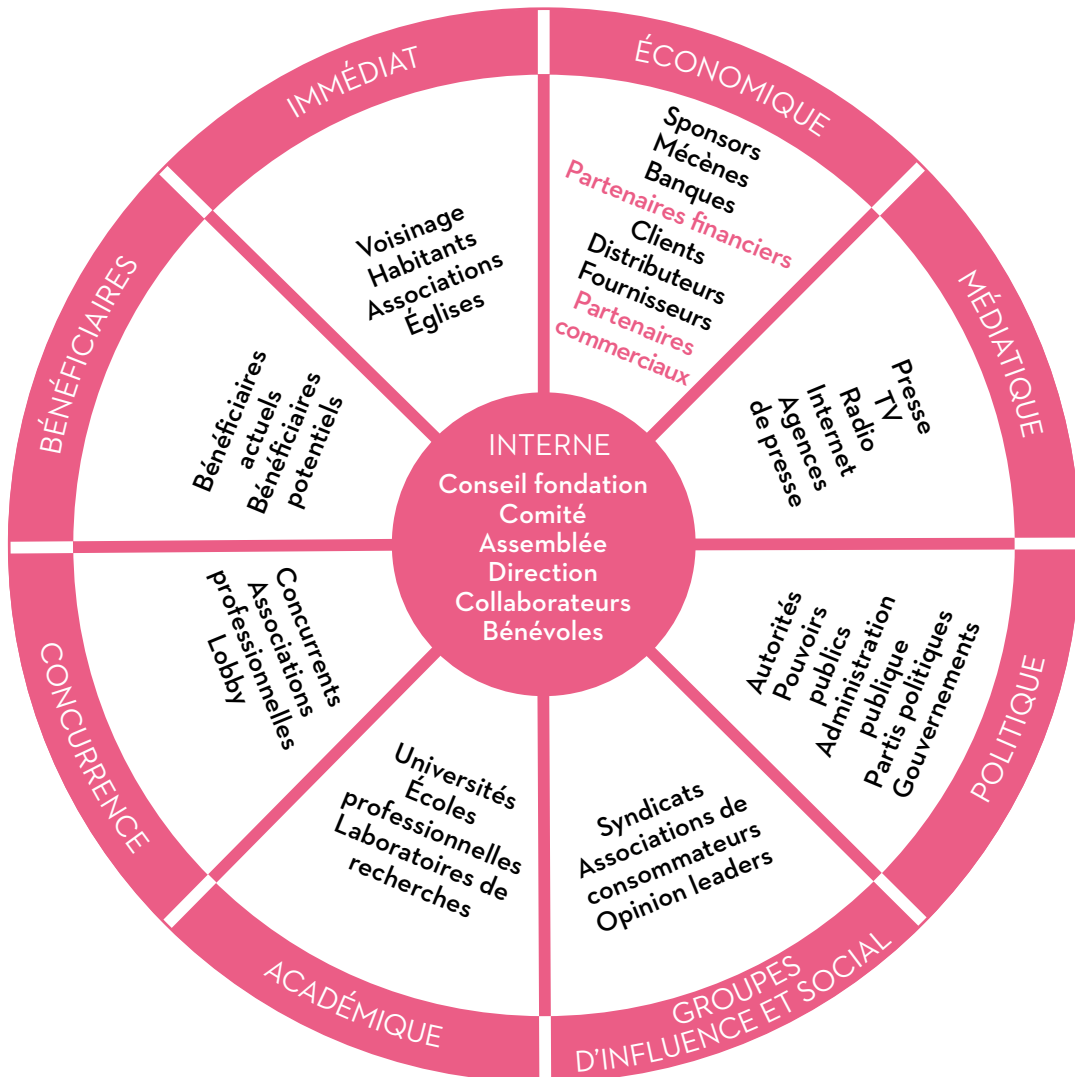 IMMÉDIAT
Voisinage
Habitants
Associations
Églises
ÉCONOMIQUE
Sponsors
Mécènes
Banques
Partenaires financiers
Clients
Distributeurs
Fournisseurs
Partenaires
commerciaux
MÉDIATIQUE
Presse
TV
Radio
Internet
Agences
de presse
POLITIQUE
Autorités
Pouvoirs
publics
Administration
publique
Partis politiques
Gouvernements
GROUPES
D'INFLUENCE ET SOCIAL
Syndicats
Associations de
consommateurs
Opinion leaders
ACADÉMIQUE
Universités
Écoles
professionnelles
Laboratoires de
recherches
CONCURRENCE
Concurrents
Associations
professionnelles
Lobby
BÉNÉFICIAIRES
Bénéficiaires
actuels
Bénéficiaires
potentiels
INTERNE
Conseil fondation
Comité
Assemblée
Direction
Collaborateurs
Bénévoles